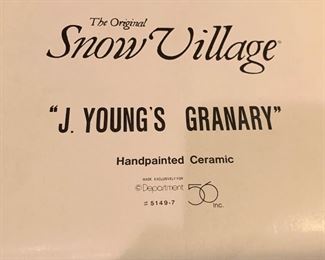 The Original
Snow Village®
"J. YOUNG'S GRANARY"
Handpainted Ceramic
MADE EXCLUSIVELY FOR
©Department 56 Inc.
#5149-7